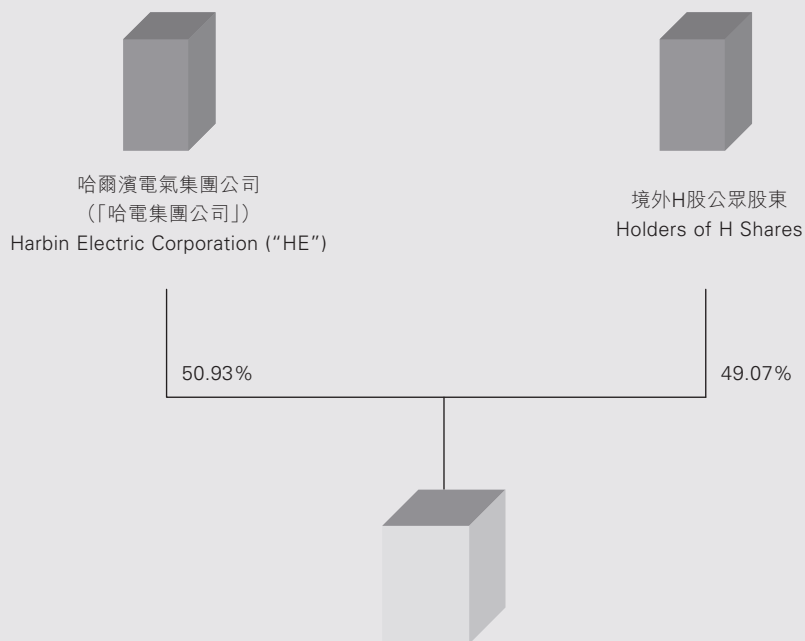 哈爾濱電氣集團公司
（「哈電集團公司」）
Harbin Electric Corporation (“HE”)
境外H股公眾股東
Holders of H Shares
50.93%
49.07%